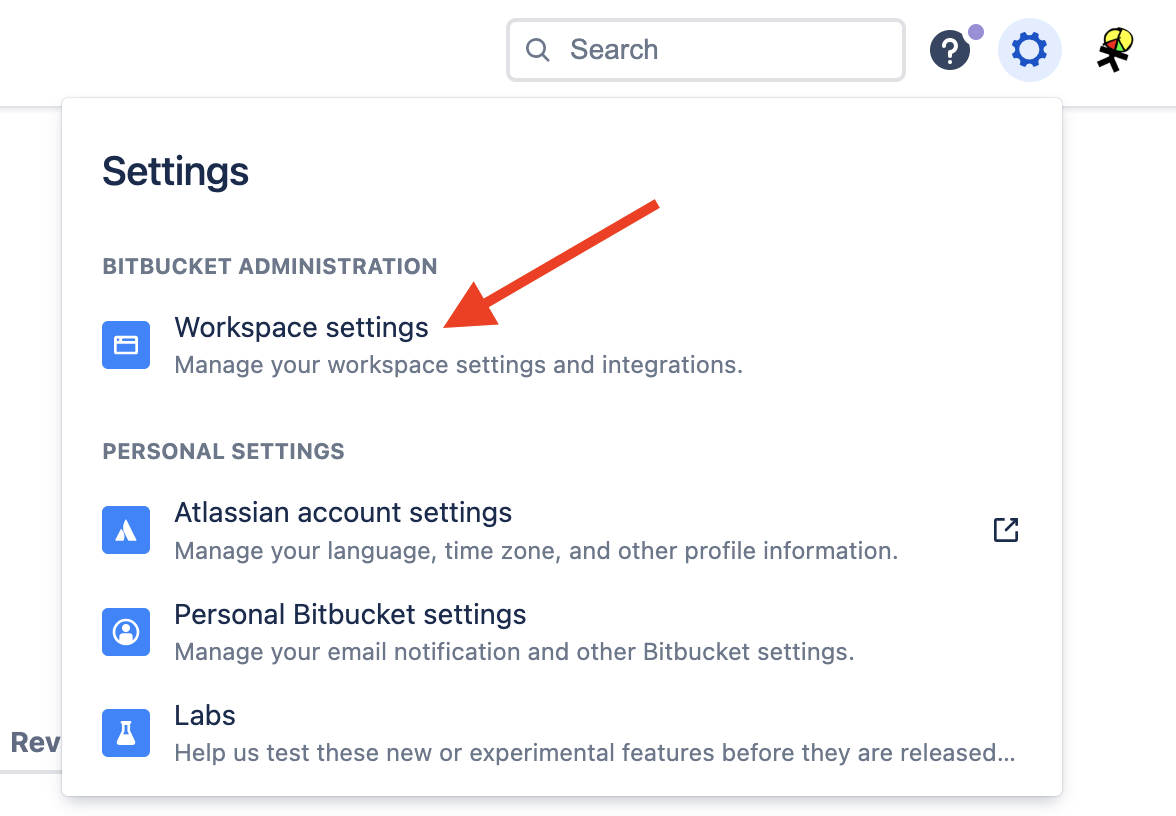 Search
Settings
BITBUCKET ADMINISTRATION
Workspace settings
Manage your workspace settings and integrations.
PERSONAL SETTINGS
Atlassian account settings
Manage your language, time zone, and other profile information.
Personal Bitbucket settings
Manage your email notification and other Bitbucket settings.
Labs
Rev
Help us test these new or experimental features before they are released...